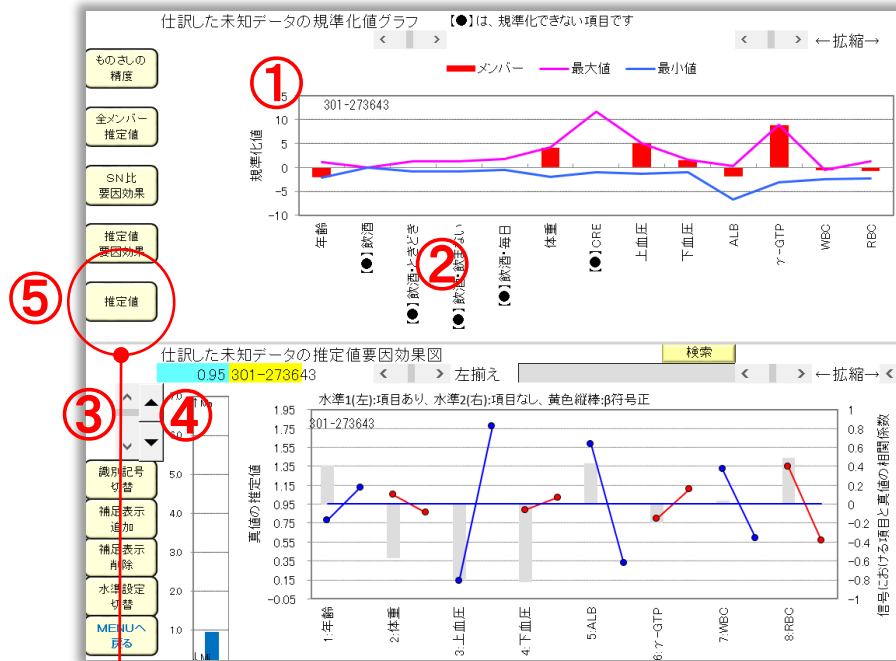 仕訳した未知データの規準化値グラフ 【●】は、規準化できない項目です
←拡縮→
ものさしの
精度
全メンバー
推定値
SN比
要因効果
推定値
要因効果
推定値
①
②
③
④
⑤
メンバー 最大値 最小値
301-273643
規準化値
15
10
5
0
-5
-10
年齢
【●】飲酒
【●】飲酒・ときどき
【●】飲酒・飲まない
【●】飲酒・毎日
体重
【●】CRE
上血圧
下血圧
ALB
γ-GTP
WBC
RBC
仕訳した未知データの推定値要因効果図
検索
0.95 301-273643
左揃え
←拡縮→
水準1(左):項目あり、水準2(右):項目なし、黄色縦棒:β符号正
301-273643
真値の推定値
1.95
1.75
1.55
1.35
1.15
0.95
0.75
0.55
0.35
0.15
-0.05
1
0.8
0.6
0.4
0.2
0
-0.2
-0.4
-0.6
-0.8
-1
信号における項目と真値の相関係数
1:年齢
2:体重
3:上血圧
4:下血圧
5:ALB
6:γ-GTP
7:WBC
8:RBC
5.0
4.0
3.0
2.0
1.0
識別記号
切替
補足表示
追加
補足表示
削除
水準設定
切替
MENUへ
戻る